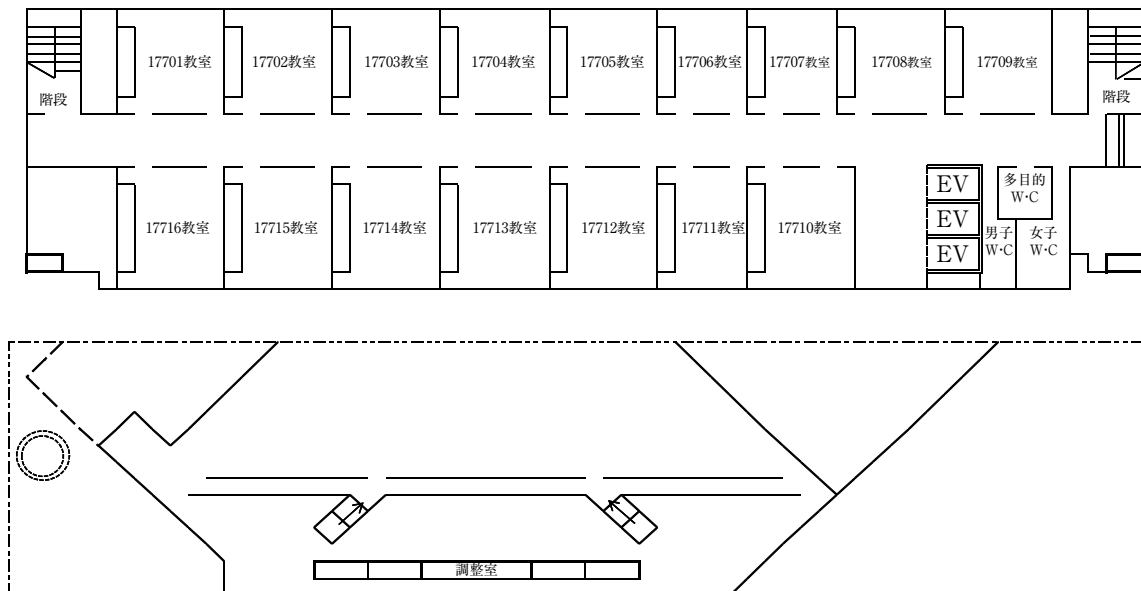 17701教室
17702教室
17703教室
17704教室
17705教室
17706教室
17707教室
17708教室
17709教室
階段
階段
17716教室
17715教室
17714教室
17713教室
17712教室
17711教室
17710教室
EV
EV
EV
多目的
W·C
男子
W·C
女子
W·C
調整室